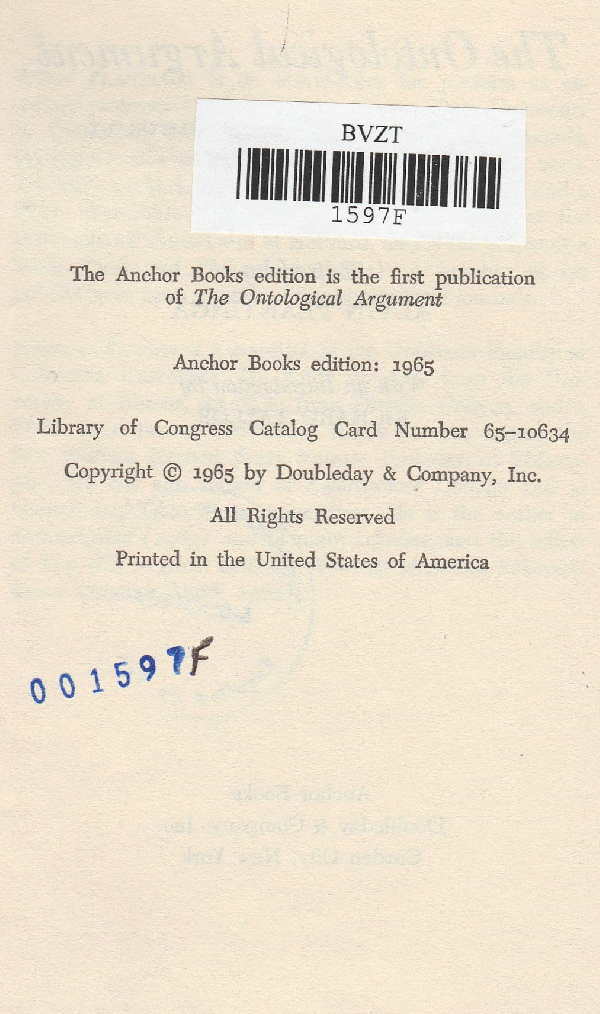 BVZT
1597F
The Anchor Books edition is the first publication
of The Ontological Argument
Anchor Books edition: 1965
Library of Congress Catalog Card Number 65–10634
Copyright © 1965 by Doubleday & Company, Inc.
All Rights Reserved
Printed in the United States of America
001597F